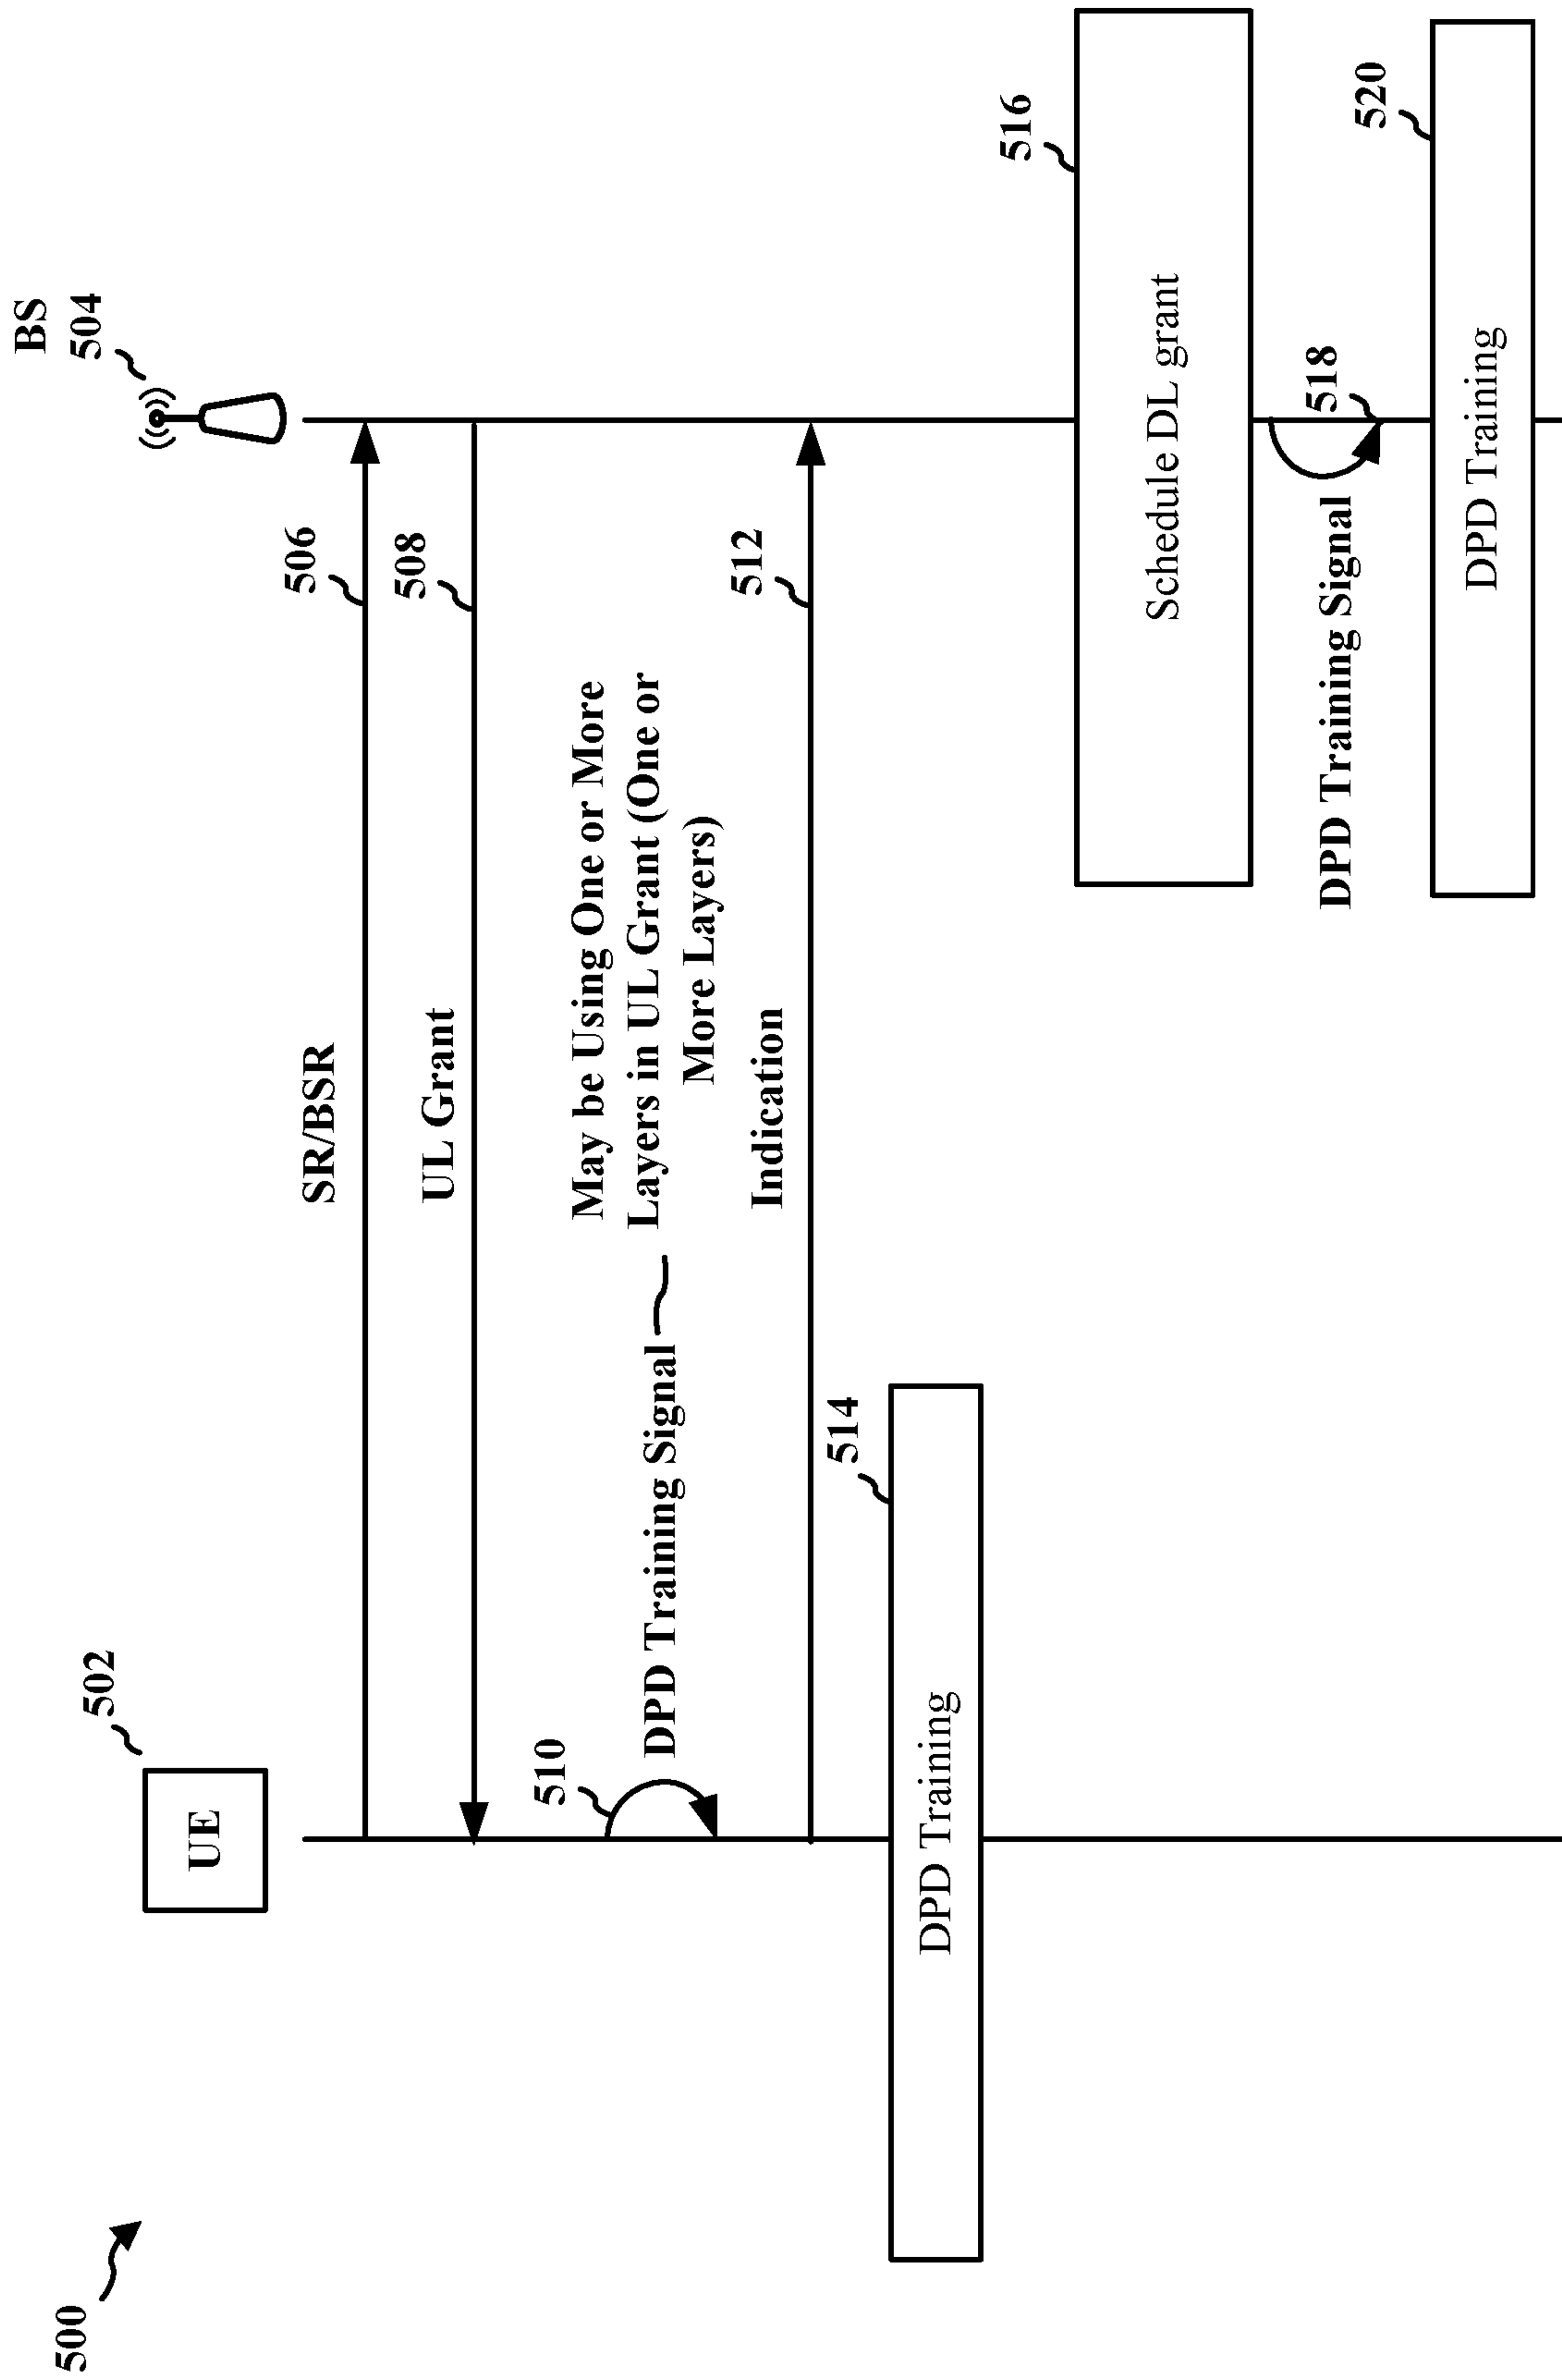 500
UE
502
BS
504
SR/BSR
506
UL Grant
508
510
DPD Training Signal
May be Using One or More
Layers in UL Grant (One or
More Layers)
Indication
512
514
DPD Training
516
Schedule DL grant
DPD Training Signal
518
520
DPD Training